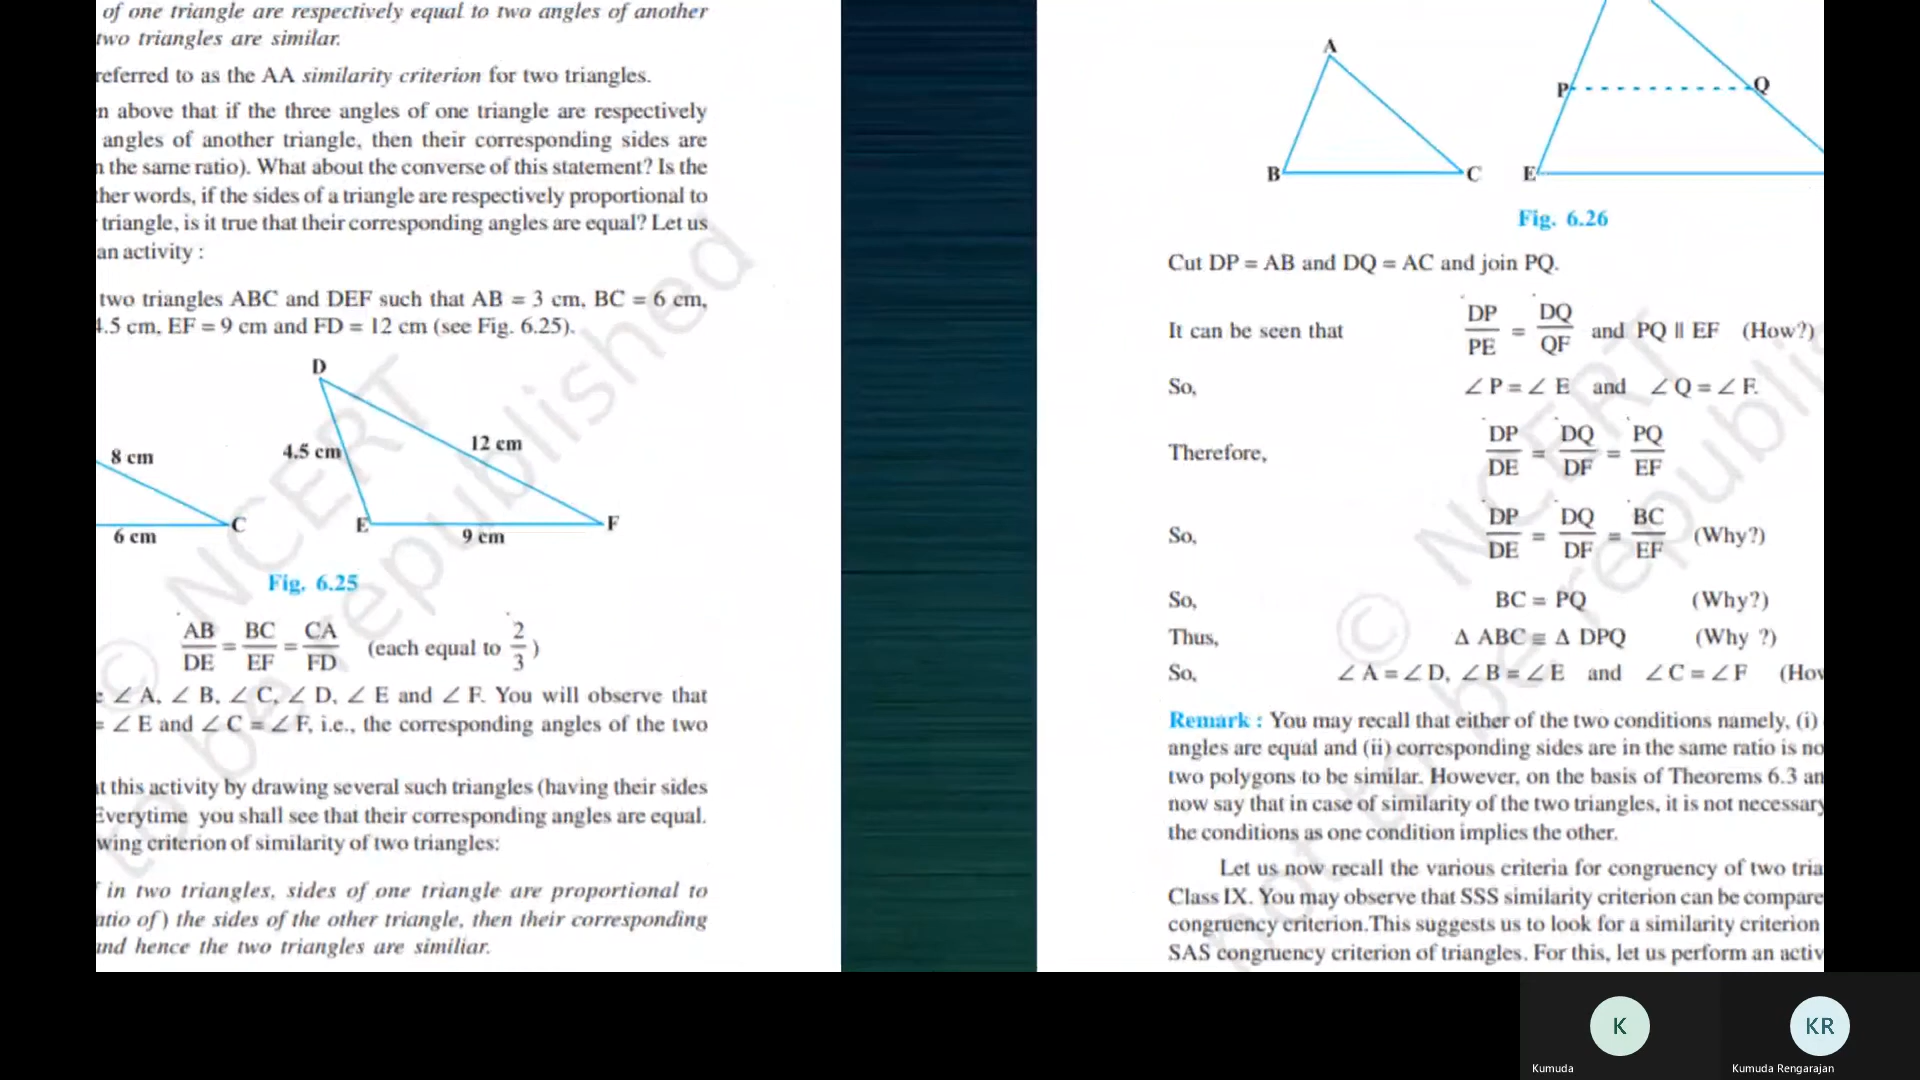 of one triangle are respectively equal to two angles of another
two triangles are similar.
referred to as the AA similarity criterion for two triangles.
n above that if the three angles of one triangle are respectively
angles of another triangle, then their corresponding sides are
n the same ratio). What about the converse of this statement? Is the
her words, if the sides of a triangle are respectively proportional to
triangle, is it true that their corresponding angles are equal? Let us
an activity :
two triangles ABC and DEF such that AB = 3 cm, BC = 6 cm,
4.5 cm, EF = 9 cm and FD = 12 cm (see Fig. 6.25).
D
8 cm
4.5 cm
12 cm
C
E
F
6 cm
9 cm
Fig. 6.25
AB/DE = BC/EF = CA/FD (each equal to 2/3)
∠ A, ∠ B, ∠ C, ∠ D, ∠ E and ∠ F. You will observe that
= ∠ E and ∠ C = ∠ F, i.e., the corresponding angles of the two
t this activity by drawing several such triangles (having their sides
Everytime you shall see that their corresponding angles are equal.
wing criterion of similarity of two triangles:
in two triangles, sides of one triangle are proportional to
atio of ) the sides of the other triangle, then their corresponding
and hence the two triangles are similiar.
© NCERT
not to be republished
A
B
C
P
Q
E
Fig. 6.26
Cut DP = AB and DQ = AC and join PQ.
It can be seen that DP/PE = DQ/QF and PQ || EF (How?)
So, ∠ P = ∠ E and ∠ Q = ∠ F.
Therefore, DP/DE = DQ/DF = PQ/EF
So, DP/DE = DQ/DF = BC/EF (Why?)
So, BC = PQ (Why?)
Thus, Δ ABC ≅ Δ DPQ (Why ?)
So, ∠ A = ∠ D, ∠ B = ∠ E and ∠ C = ∠ F (How
Remark : You may recall that either of the two conditions namely, (i)
angles are equal and (ii) corresponding sides are in the same ratio is no
two polygons to be similar. However, on the basis of Theorems 6.3 an
now say that in case of similarity of the two triangles, it is not necessary
the conditions as one condition implies the other.
Let us now recall the various criteria for congruency of two tria
Class IX. You may observe that SSS similarity criterion can be compare
congruency criterion.This suggests us to look for a similarity criterion
SAS congruency criterion of triangles. For this, let us perform an activ
© NCERT
not to be republi
K
KR
Kumuda
Kumuda Rengarajan